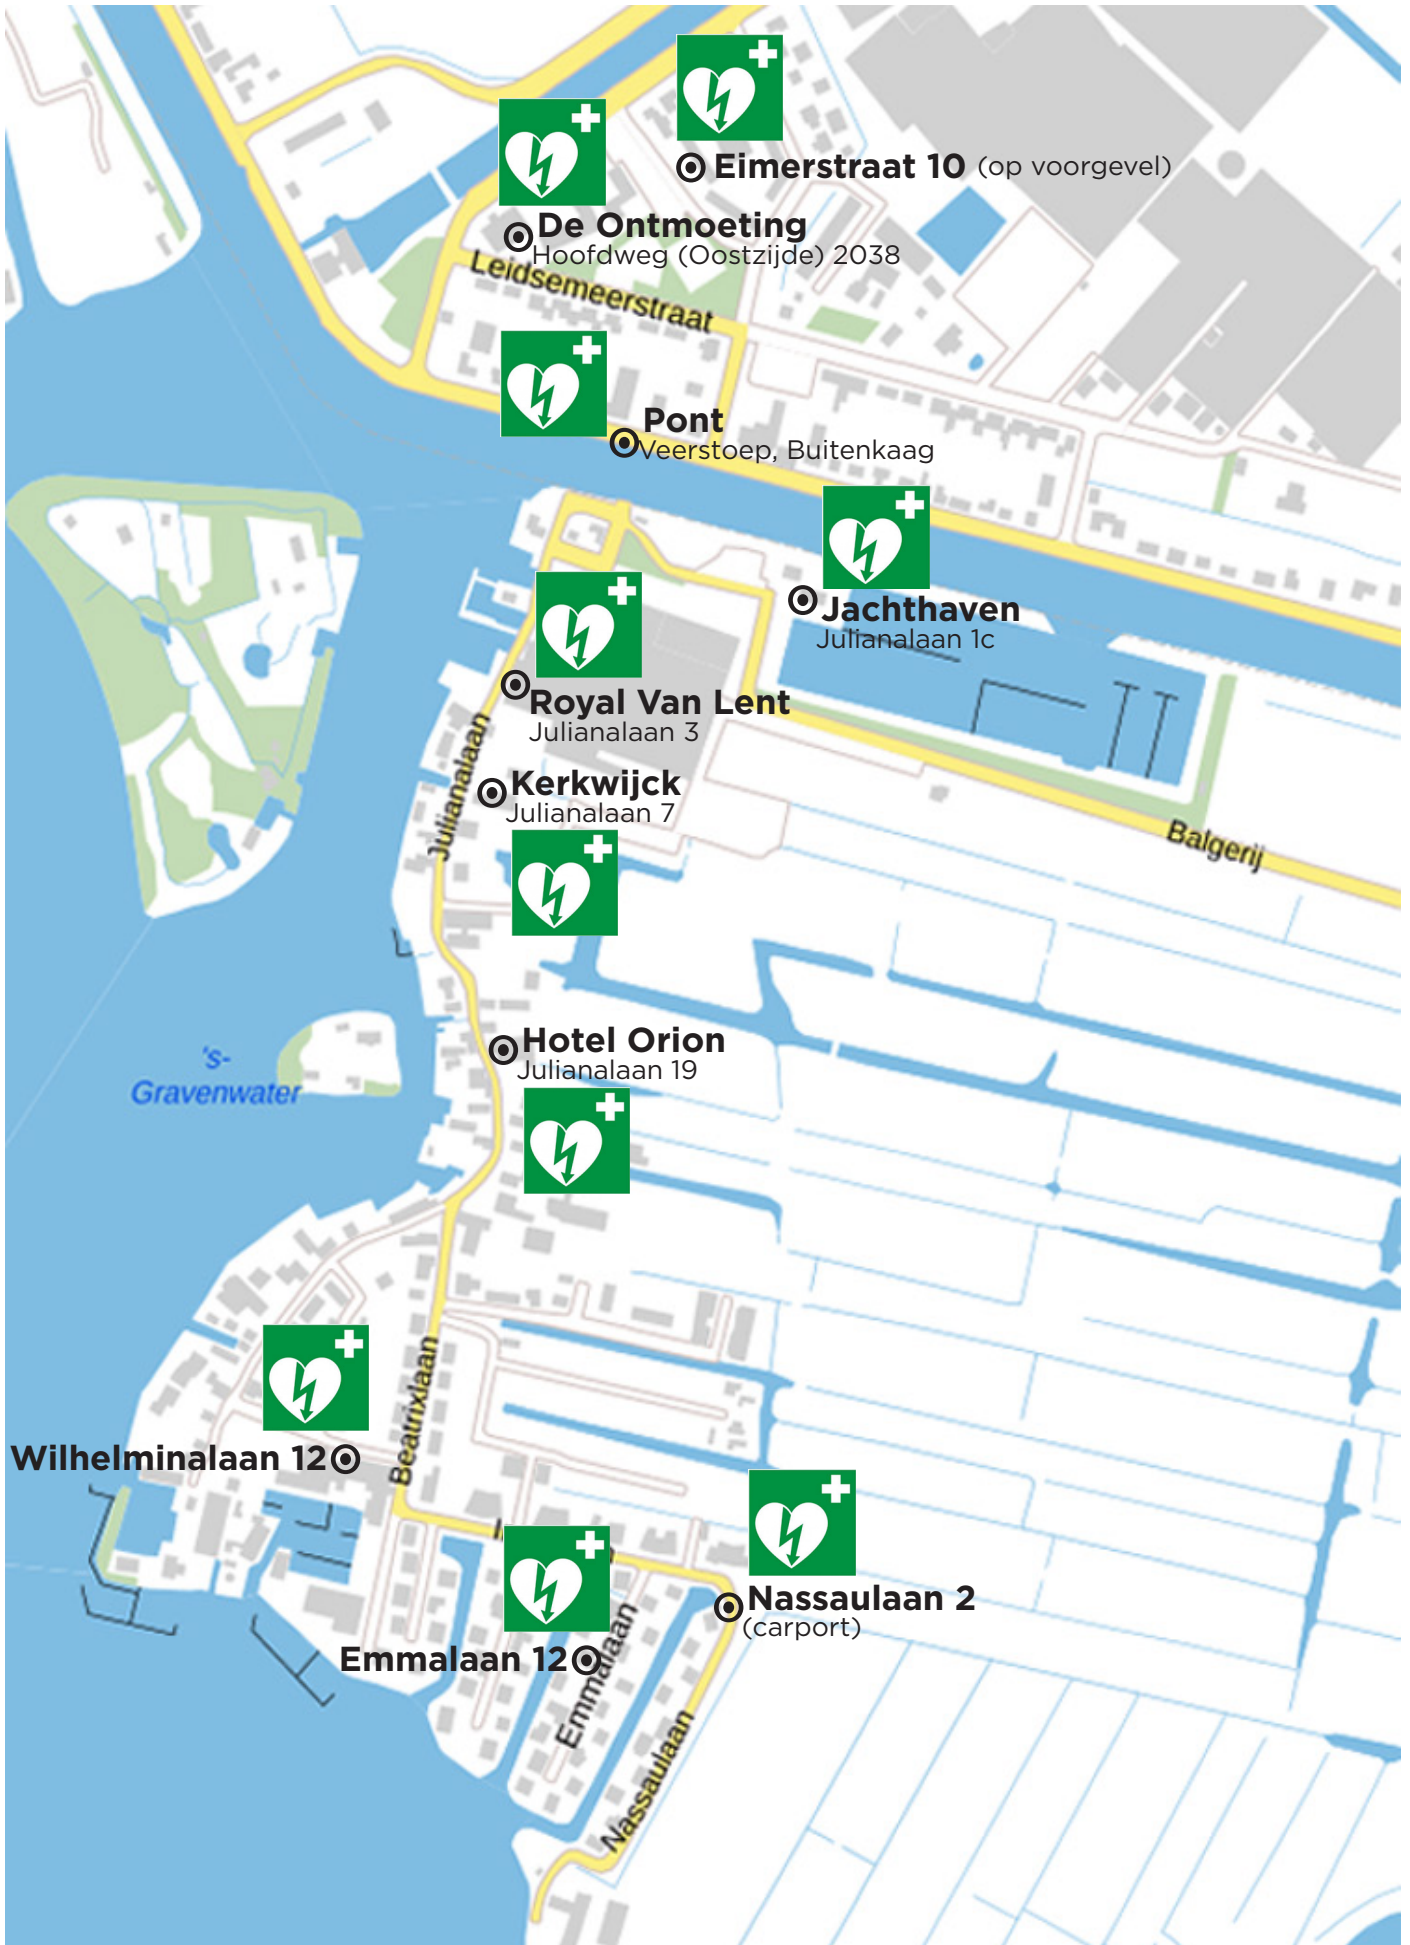 Eimerstraat 10 (op voorgevel)
De Ontmoeting
Hoofdweg (Oostzijde) 2038
Leidsemeerstraat
Pont
Veerstoep, Buitenkaag
Jachthaven
Julianalaan 1c
Royal Van Lent
Julianalaan 3
Julianalaan
Kerkwijck
Julianalaan 7
Balgerij
Hotel Orion
Julianalaan 19
's-
Gravenwater
Beatrixlaan
Wilhelminalaan 12
Nassaulaan 2
(carport)
Emmalaan 12
Emmalaan
Nassaulaan